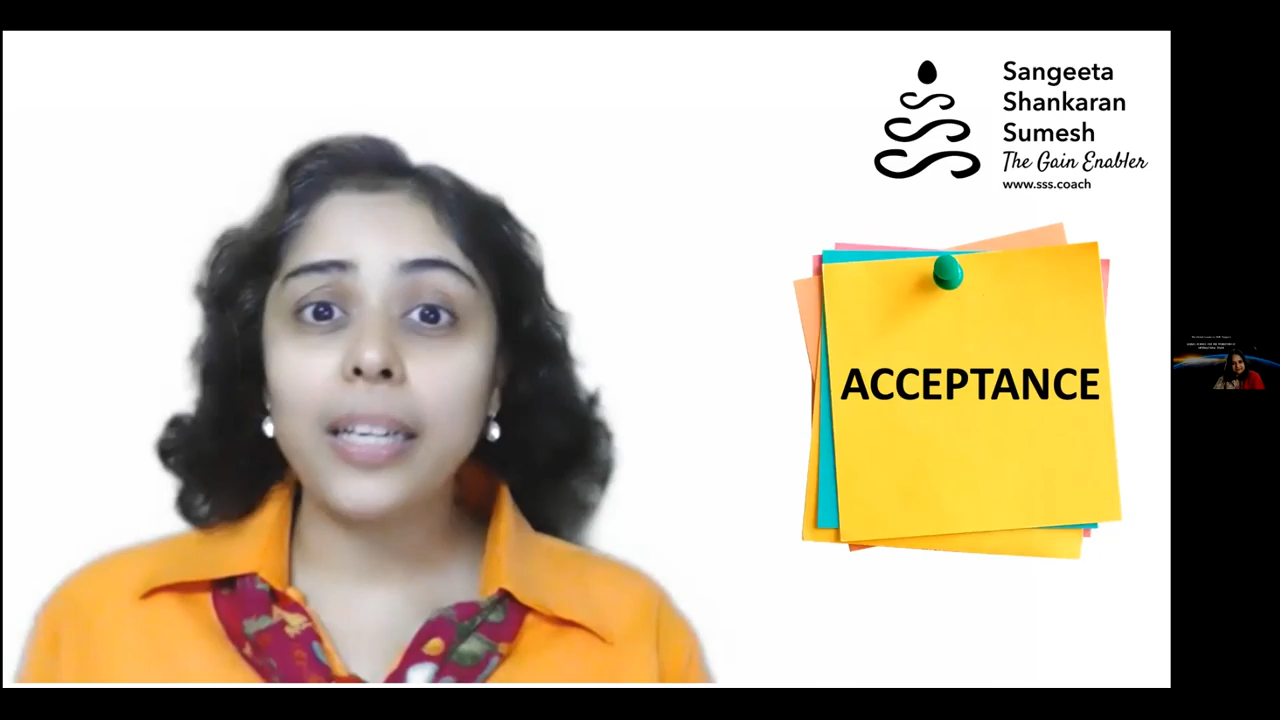 Sangeeta
Shankaran
Sumesh
The Gain Enabler
www.sss.coach
ACCEPTANCE